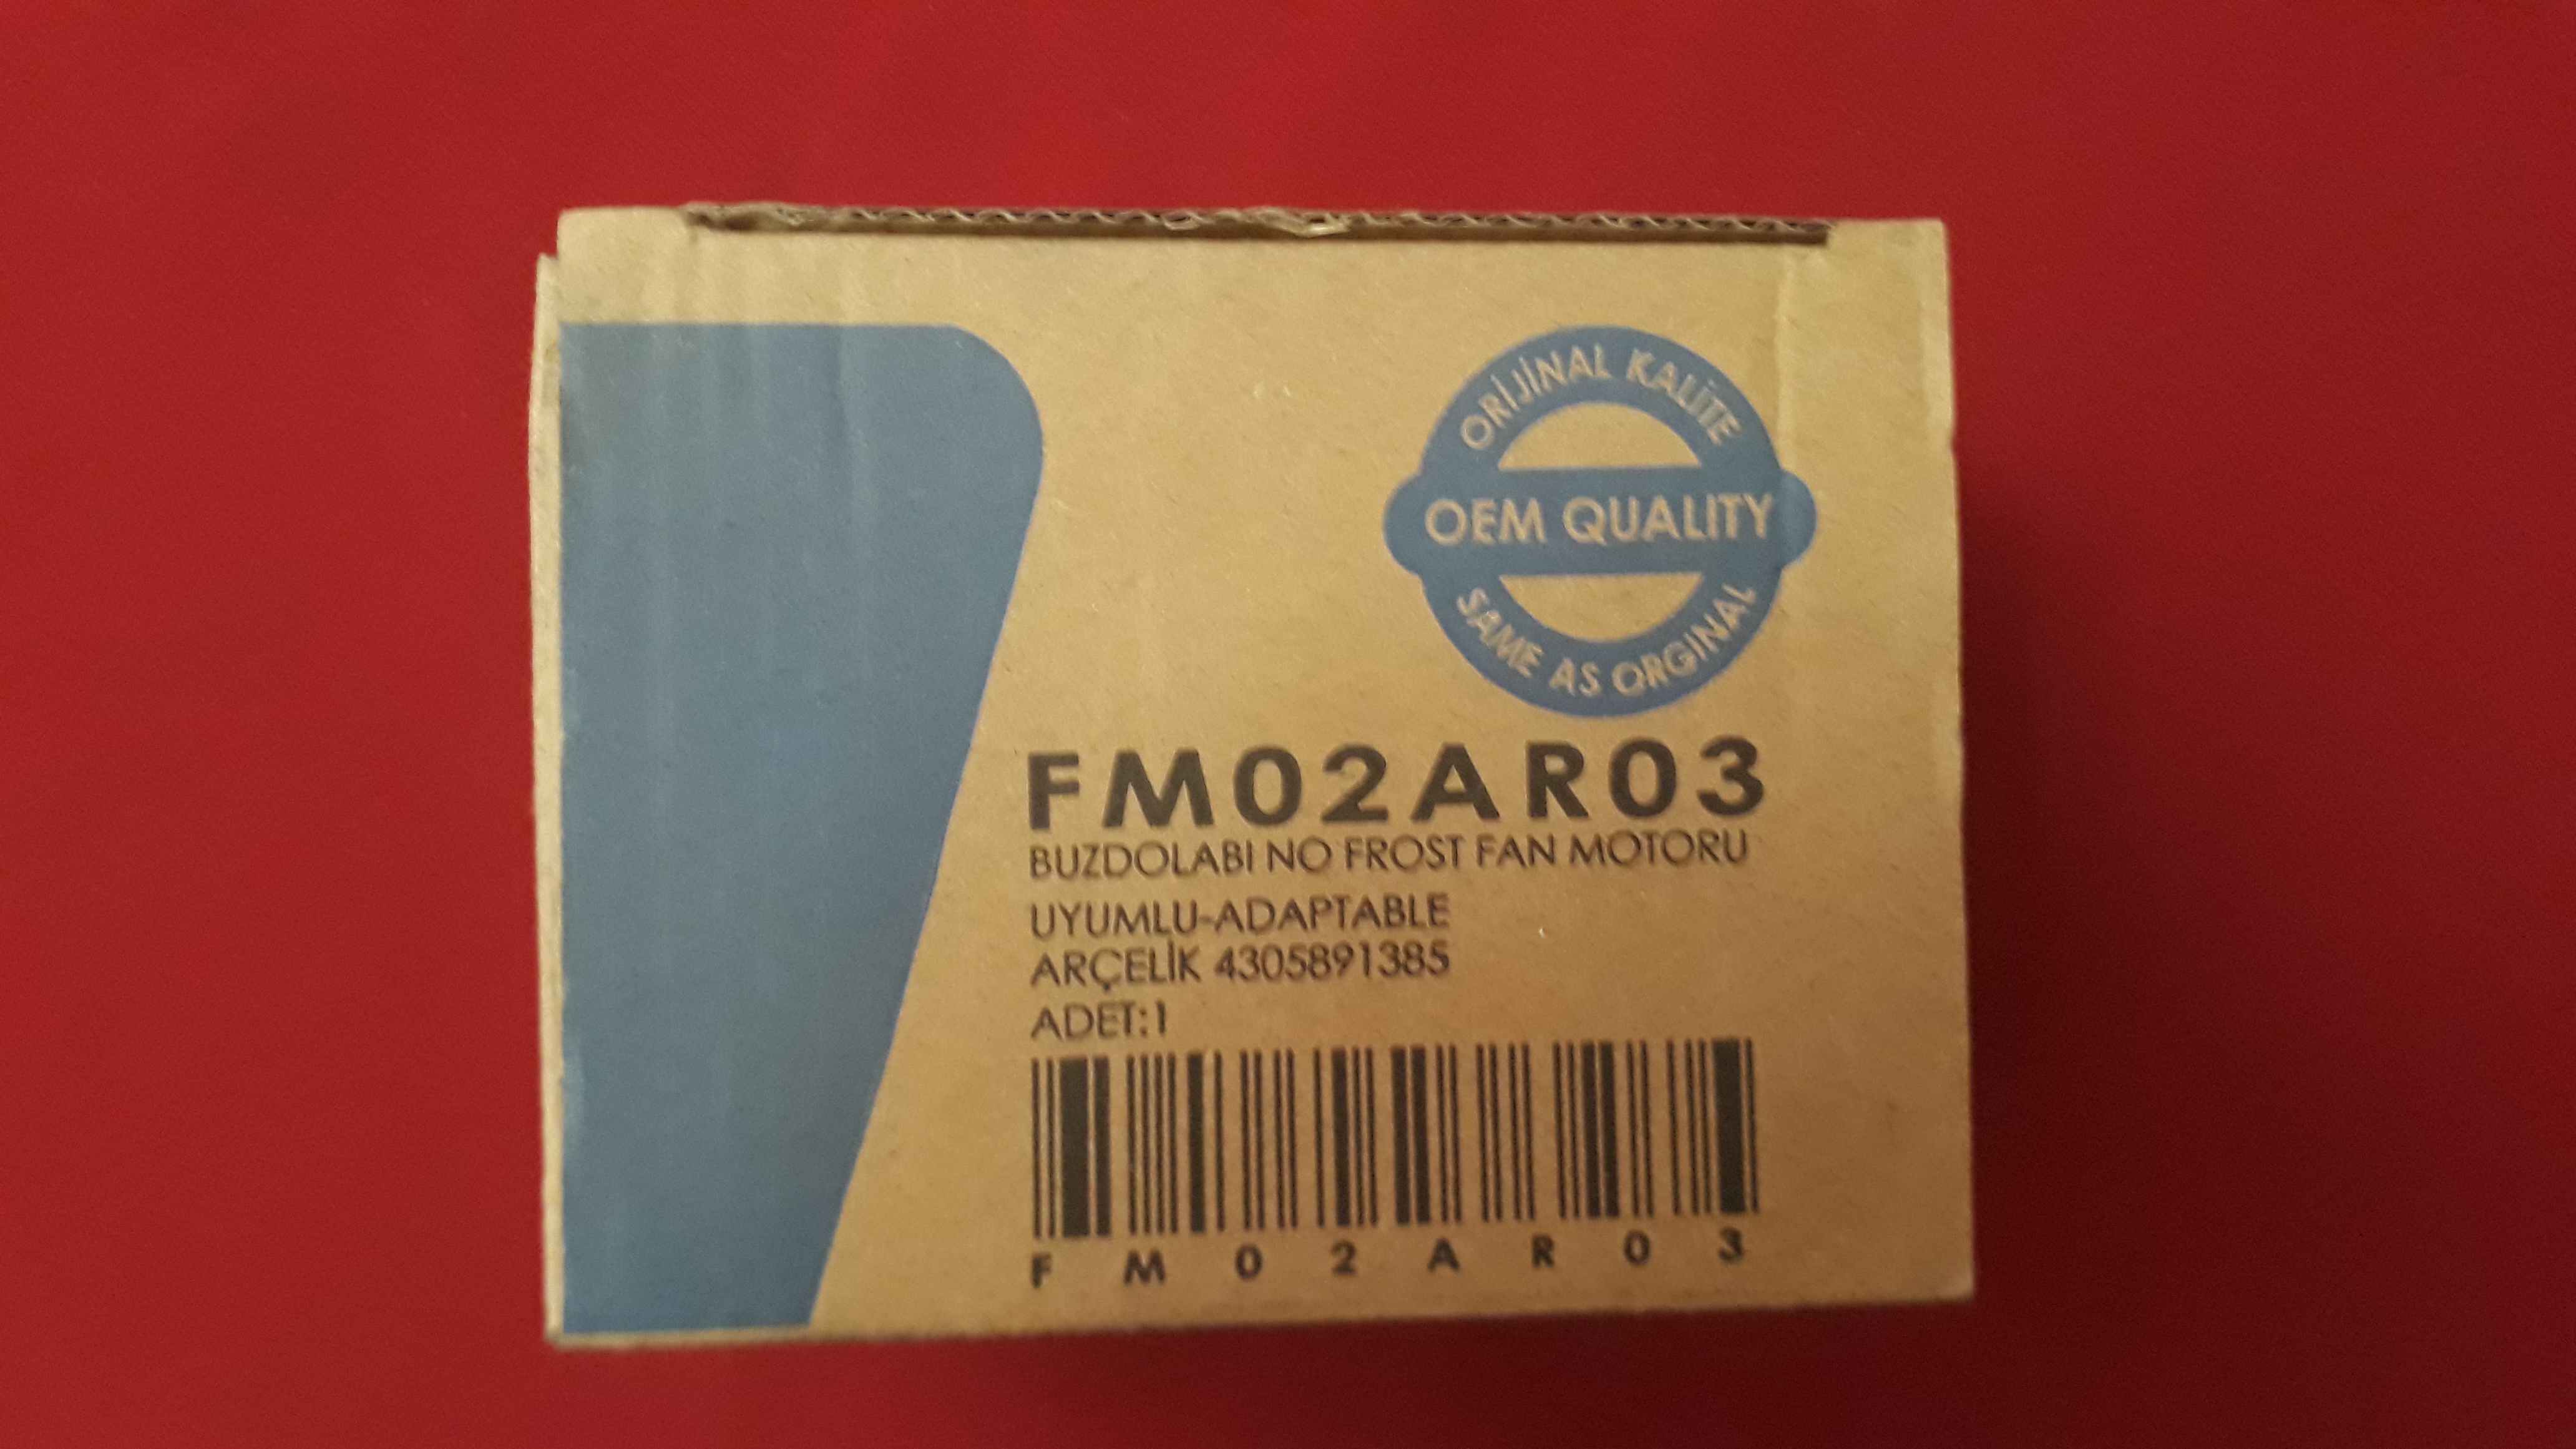 ORİJİNAL KALİTE
OEM QUALITY
SAME AS ORGINAL
FM02AR03
BUZDOLABI NO FROST FAN MOTORU
UYUMLU-ADAPTABLE
ARÇELİK 4305891385
ADET:1
F M 0 2 A R 0 3